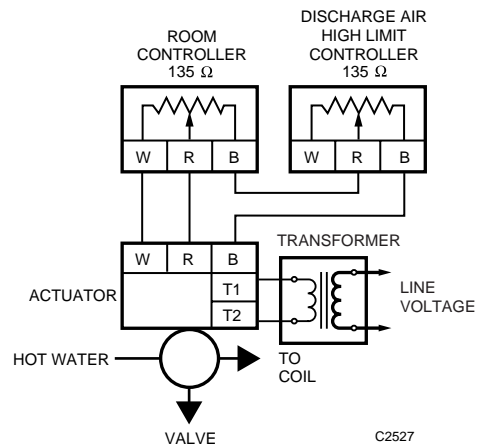 ROOM
CONTROLLER
135 Ω
DISCHARGE AIR
HIGH LIMIT
CONTROLLER
135 Ω
W R B
W R B
W R B
T1
T2
ACTUATOR
TRANSFORMER
LINE
VOLTAGE
HOT WATER
TO
COIL
VALVE
C2527